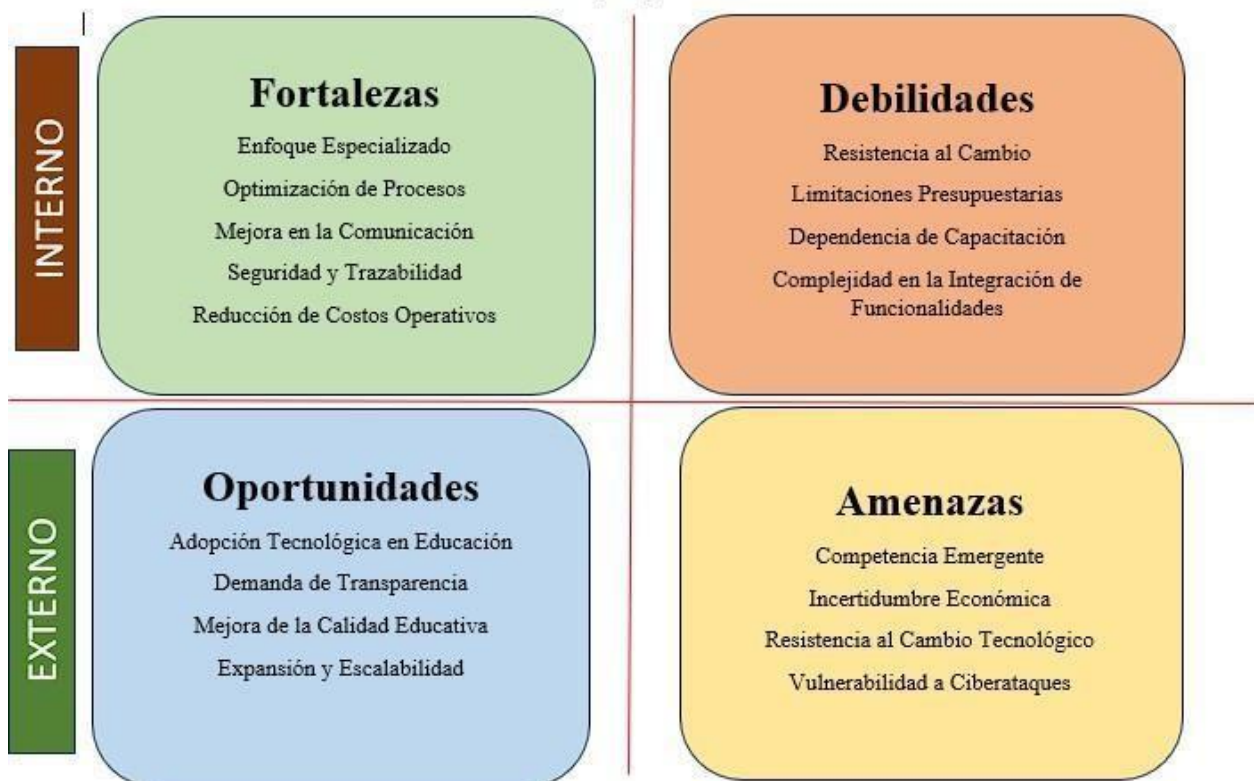 INTERNO
Fortalezas
Enfoque Especializado
Optimización de Procesos
Mejora en la Comunicación
Seguridad y Trazabilidad
Reducción de Costos Operativos
Debilidades
Resistencia al Cambio
Limitaciones Presupuestarias
Dependencia de Capacitación
Complejidad en la Integración de
Funcionalidades
EXTERNO
Oportunidades
Adopción Tecnológica en Educación
Demanda de Transparencia
Mejora de la Calidad Educativa
Expansión y Escalabilidad
Amenazas
Competencia Emergente
Incertidumbre Económica
Resistencia al Cambio Tecnológico
Vulnerabilidad a Ciberataques